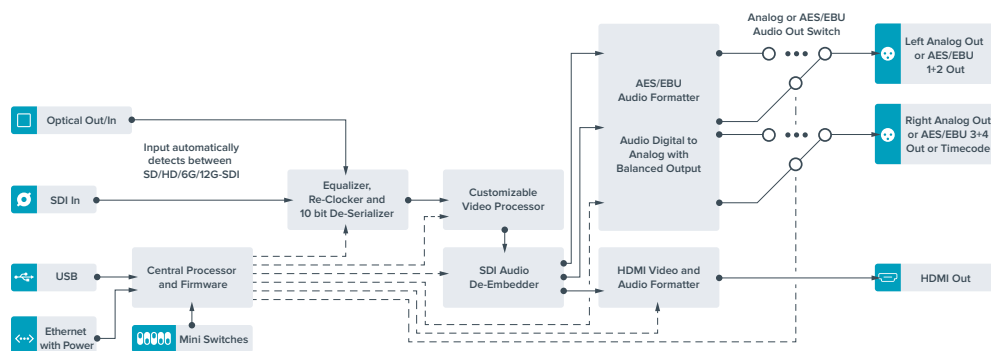 Analog or AES/EBU
Audio Out Switch
Left Analog Out
or AES/EBU
1+2 Out
AES/EBU
Audio Formatter
Optical Out/In
Right Analog Out
or AES/EBU 3+4
Out or Timecode
Input automatically
detects between
SD/HD/6G/12G-SDI
Audio Digital to
Analog with
Balanced Output
Equalizer,
Re-Clocker and
10 bit De-Serializer
Customizable
Video Processor
SDI In
USB
Central Processor
and Firmware
SDI Audio
De-Embedder
HDMI Video and
Audio Formatter
HDMI Out
Ethernet
with Power
Mini Switches